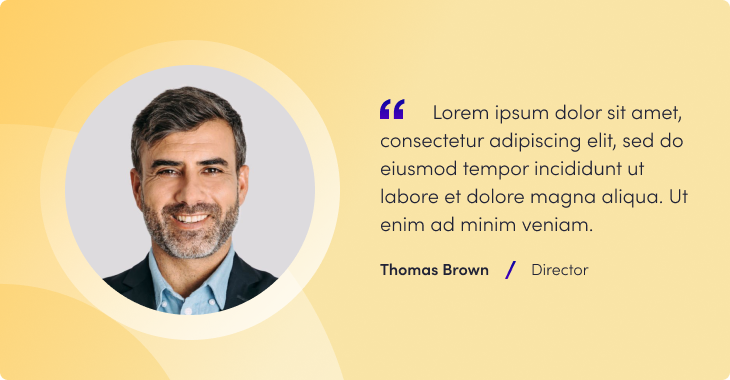 “ Lorem ipsum dolor sit amet,
consectetur adipiscing elit, sed do
eiusmod tempor incididunt ut
labore et dolore magna aliqua. Ut
enim ad minim veniam.
Thomas Brown / Director